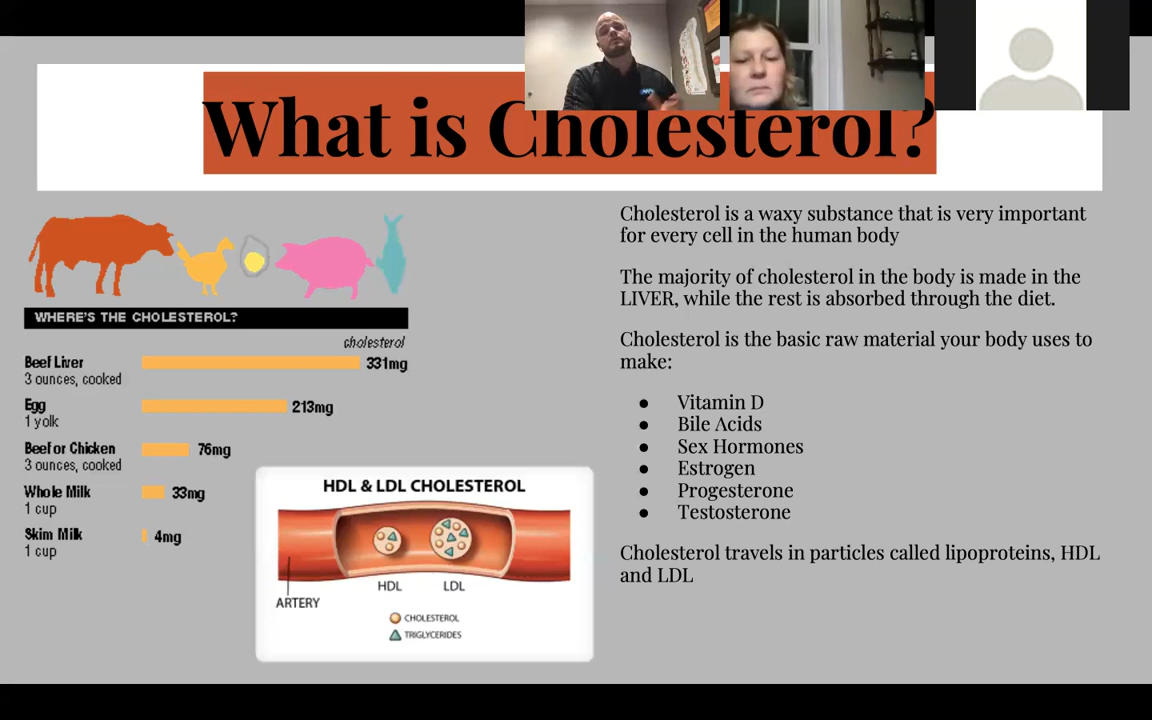 What is Cholesterol?
WHERE'S THE CHOLESTEROL?
cholesterol
Beef Liver
3 ounces, cooked
331mg
Egg
1 yolk
213mg
Beef or Chicken
3 ounces, cooked
76mg
Whole Milk
1 cup
33mg
Skim Milk
1 cup
4mg
HDL & LDL CHOLESTEROL
HDL
LDL
ARTERY
CHOLESTEROL
TRIGLYCERIDES
Cholesterol is a waxy substance that is very important
for every cell in the human body
The majority of cholesterol in the body is made in the
LIVER, while the rest is absorbed through the diet.
Cholesterol is the basic raw material your body uses to
make:
● Vitamin D
● Bile Acids
● Sex Hormones
● Estrogen
● Progesterone
● Testosterone
Cholesterol travels in particles called lipoproteins, HDL
and LDL